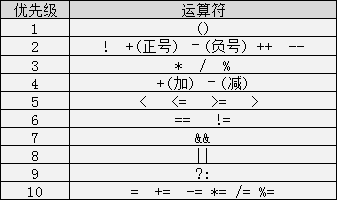 优先级 运算符
1 ()
2 ! +(正号) -(负号) ++ --
3 * / %
4 +(加) -(减)
5 < <= >= >
6 == !=
7 &&
8 ||
9 ?:
10 = += -= *= /= %=